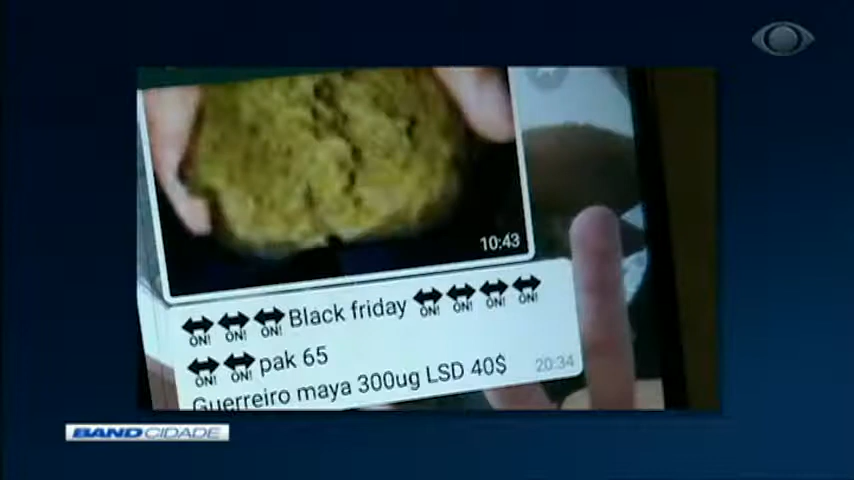 10:43
ON! ON! ON! Black friday ON! ON! ON! ON!
ON! ON! pak 65
Guerreiro maya 300ug LSD 40$
20:34
BAND CIDADE